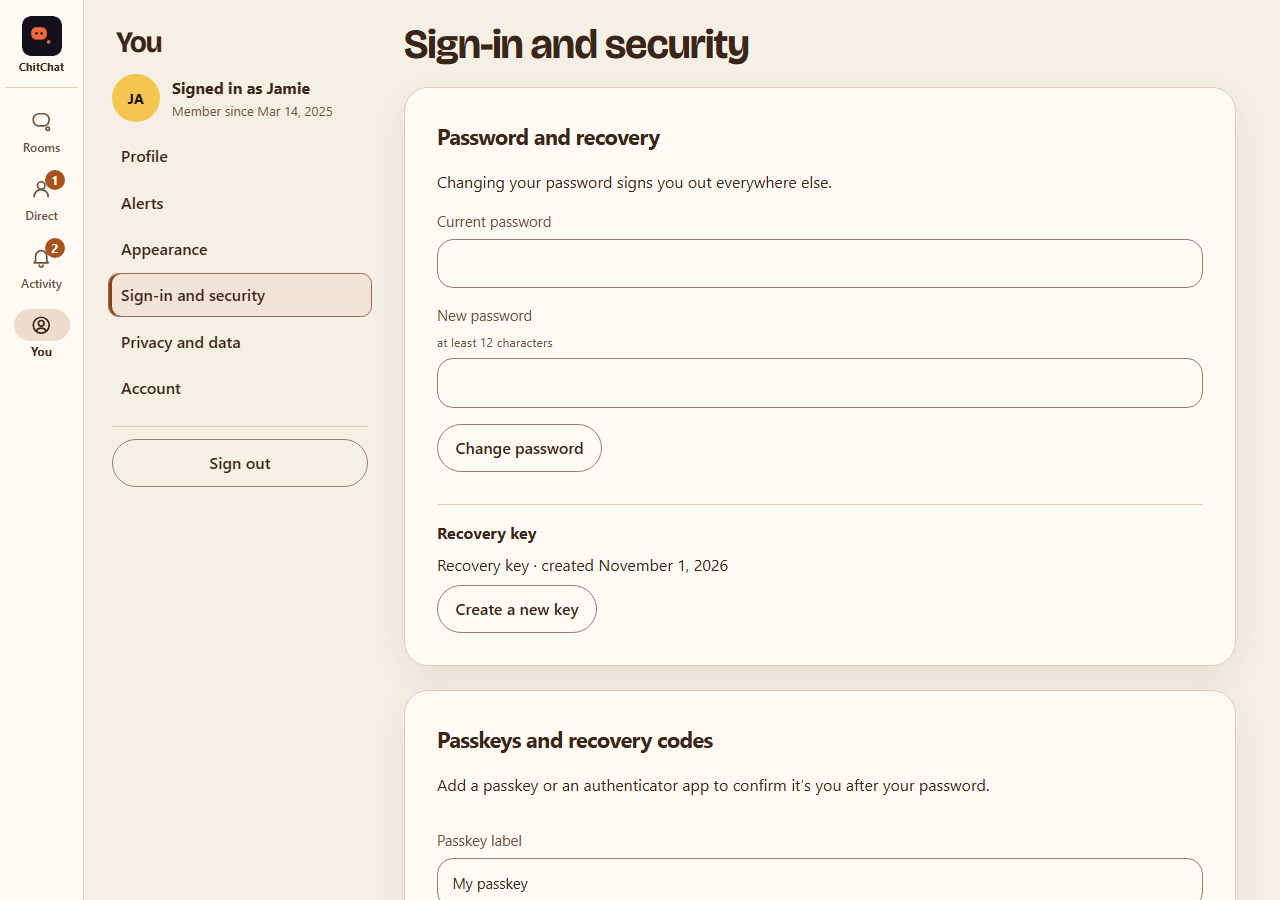 ChitChat
Rooms
1
Direct
2
Activity
You
You
JA
Signed in as Jamie
Member since Mar 14, 2025
Profile
Alerts
Appearance
Sign-in and security
Privacy and data
Account
Sign out
Sign-in and security
Password and recovery
Changing your password signs you out everywhere else.
Current password
New password
at least 12 characters
Change password
Recovery key
Recovery key · created November 1, 2026
Create a new key
Passkeys and recovery codes
Add a passkey or an authenticator app to confirm it’s you after your password.
Passkey label
My passkey